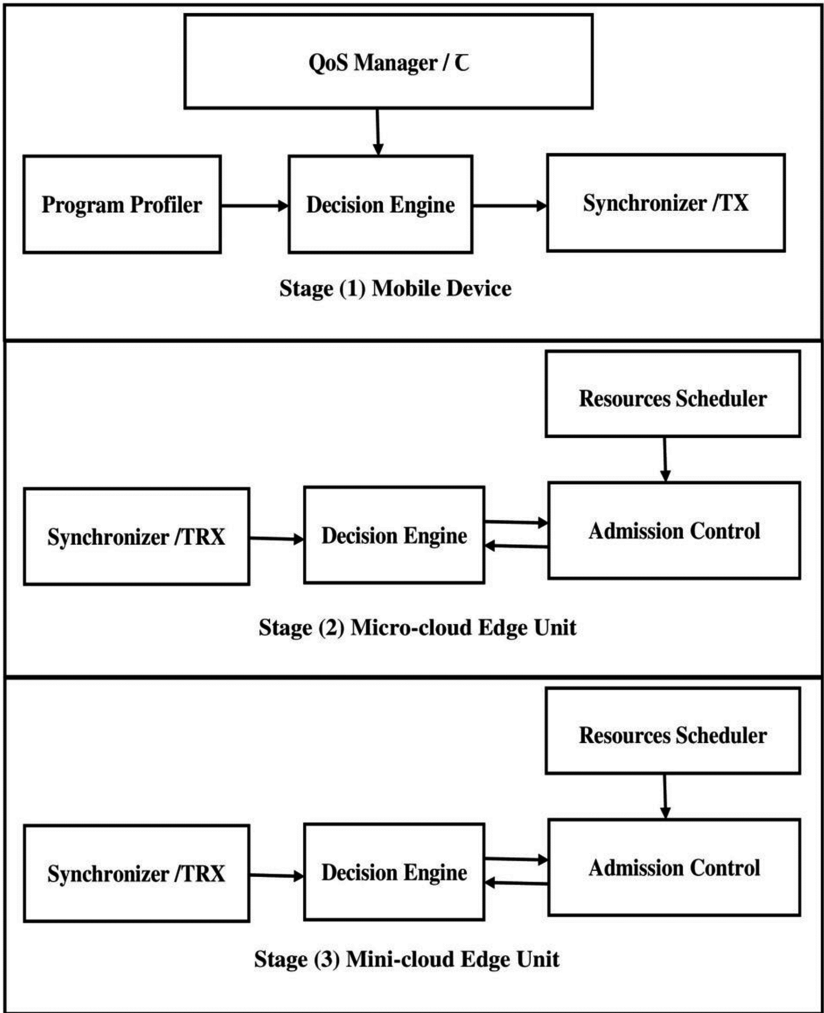 QoS Manager / ꞇ
Program Profiler
Decision Engine
Synchronizer /TX
Stage (1) Mobile Device
Resources Scheduler
Synchronizer /TRX
Decision Engine
Admission Control
Stage (2) Micro-cloud Edge Unit
Resources Scheduler
Synchronizer /TRX
Decision Engine
Admission Control
Stage (3) Mini-cloud Edge Unit